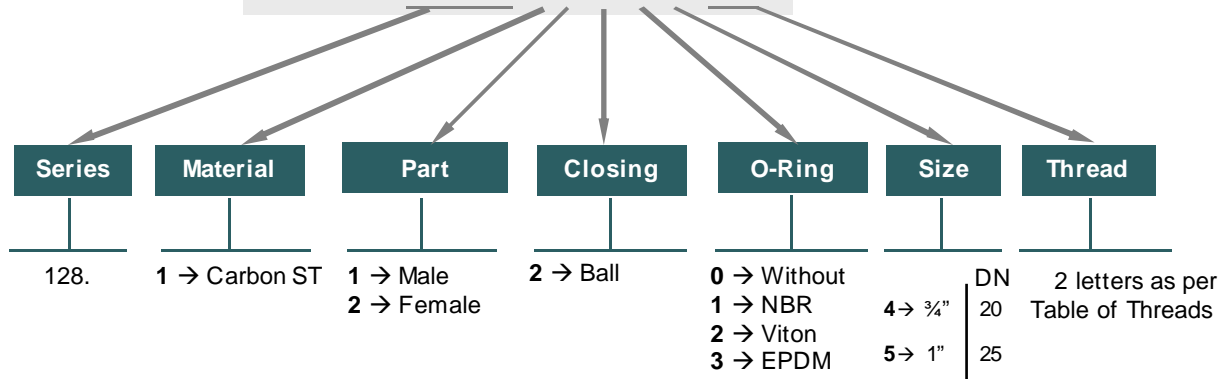 Series Material Part Closing O-Ring Size Thread
128.
1 → Carbon ST
1 → Male
2 → Female
2 → Ball
0 → Without
1 → NBR
2 → Viton
3 → EPDM
DN
4 → ¾” 20
5 → 1” 25
2 letters as per
Table of Threads